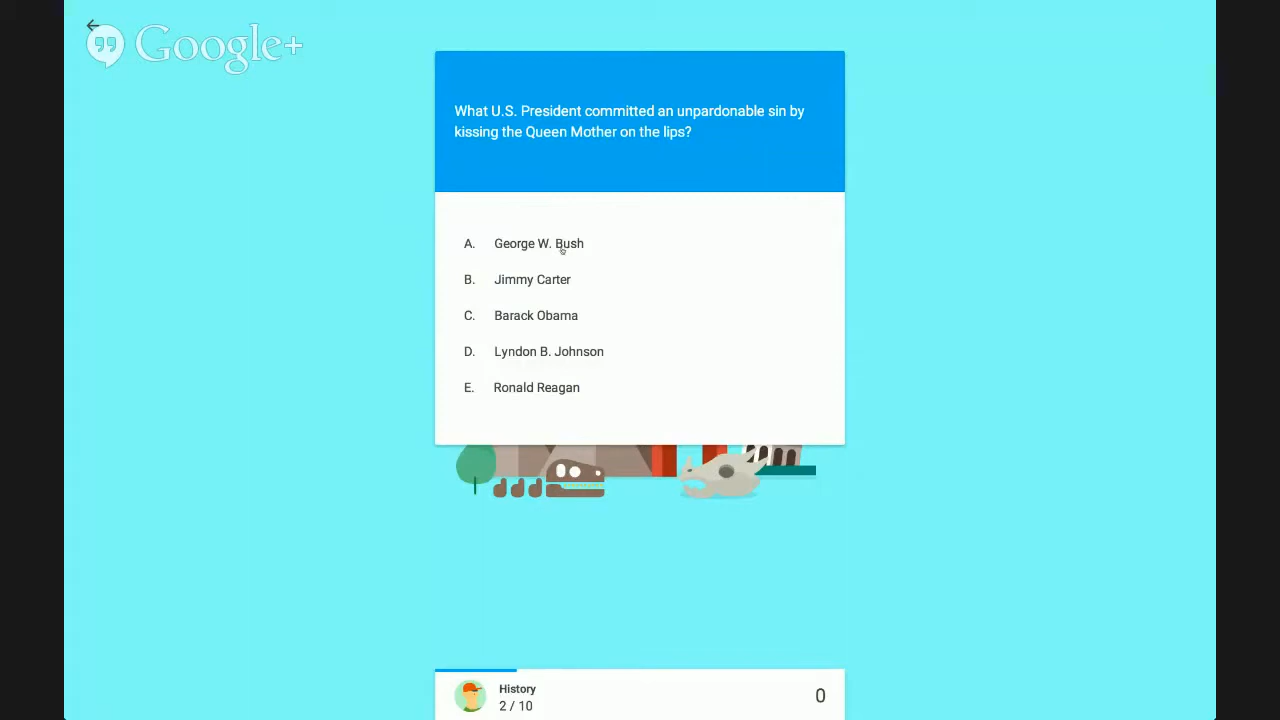 Google+
What U.S. President committed an unpardonable sin by
kissing the Queen Mother on the lips?
A. George W. Bush
B. Jimmy Carter
C. Barack Obama
D. Lyndon B. Johnson
E. Ronald Reagan
History
2 / 10
0